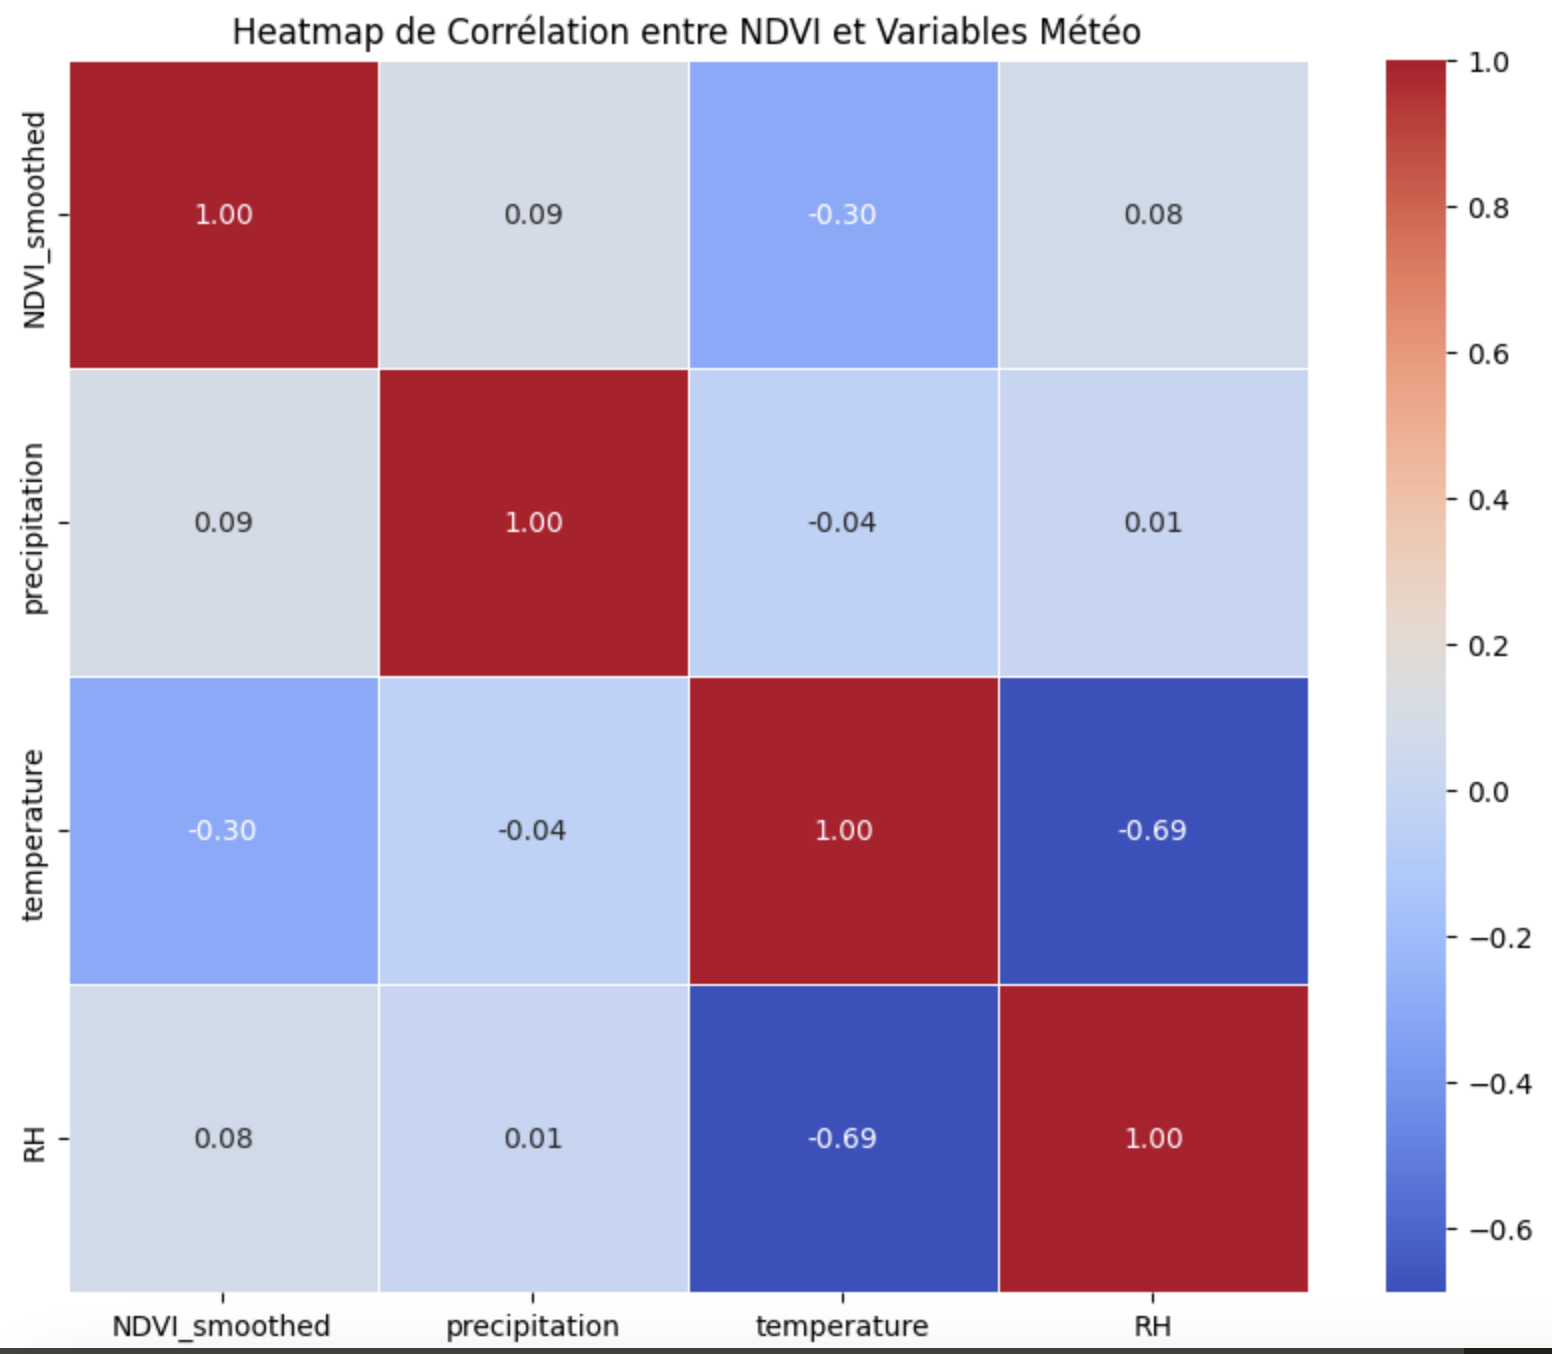 Heatmap de Corrélation entre NDVI et Variables Météo
NDVI_smoothed
1.00
0.09
-0.30
0.08
precipitation
0.09
1.00
-0.04
0.01
temperature
-0.30
-0.04
1.00
-0.69
RH
0.08
0.01
-0.69
1.00
NDVI_smoothed
precipitation
temperature
RH
1.0
0.8
0.6
0.4
0.2
0.0
−0.2
−0.4
−0.6